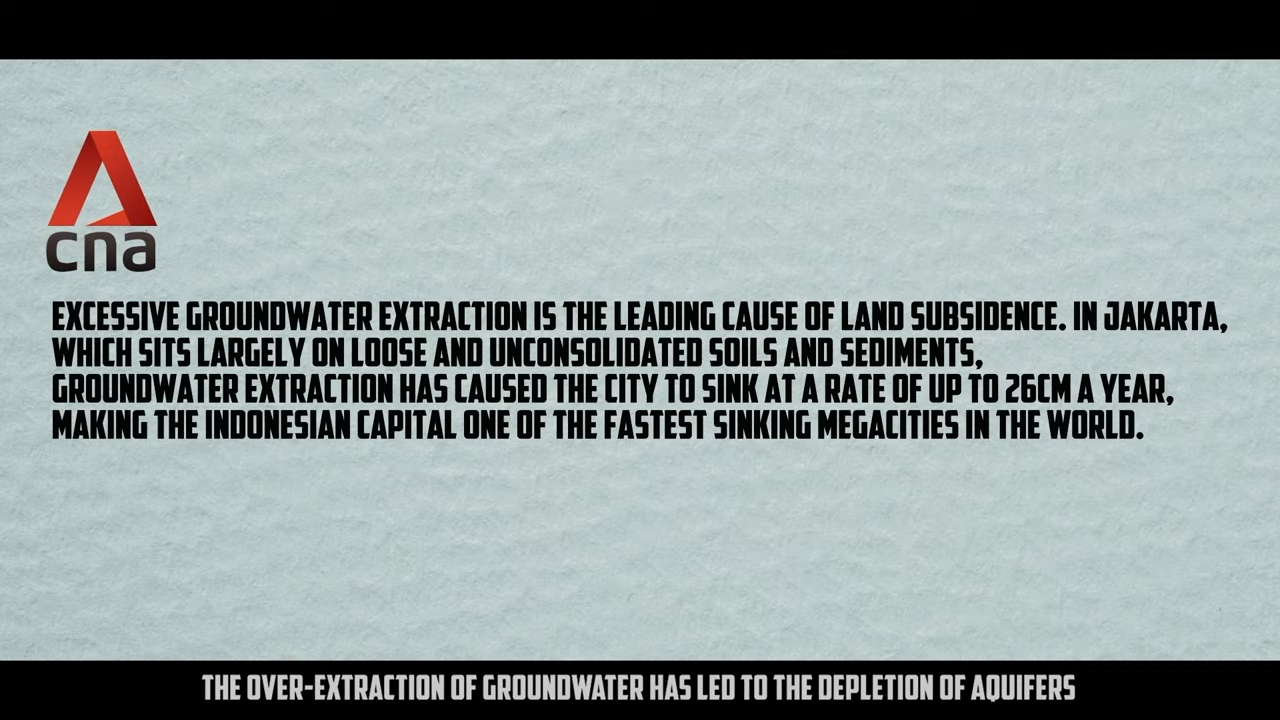 cna
EXCESSIVE GROUNDWATER EXTRACTION IS THE LEADING CAUSE OF LAND SUBSIDENCE. IN JAKARTA,
WHICH SITS LARGELY ON LOOSE AND UNCONSOLIDATED SOILS AND SEDIMENTS,
GROUNDWATER EXTRACTION HAS CAUSED THE CITY TO SINK AT A RATE OF UP TO 26CM A YEAR,
MAKING THE INDONESIAN CAPITAL ONE OF THE FASTEST SINKING MEGACITIES IN THE WORLD.
THE OVER-EXTRACTION OF GROUNDWATER HAS LED TO THE DEPLETION OF AQUIFERS